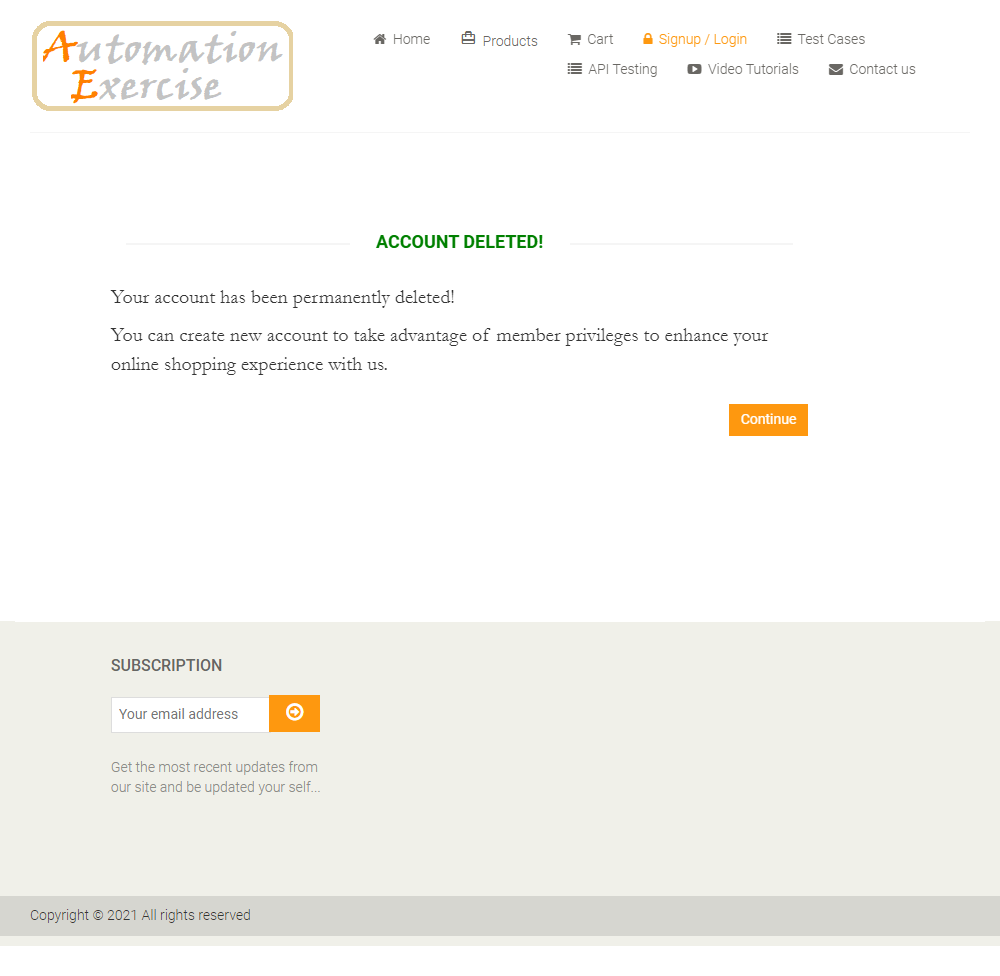 Automation
Exercise
Home
Products
Cart
Signup / Login
Test Cases
API Testing
Video Tutorials
Contact us
ACCOUNT DELETED!
Your account has been permanently deleted!
You can create new account to take advantage of member privileges to enhance your
online shopping experience with us.
Continue
SUBSCRIPTION
Your email address
Get the most recent updates from
our site and be updated your self...
Copyright © 2021 All rights reserved